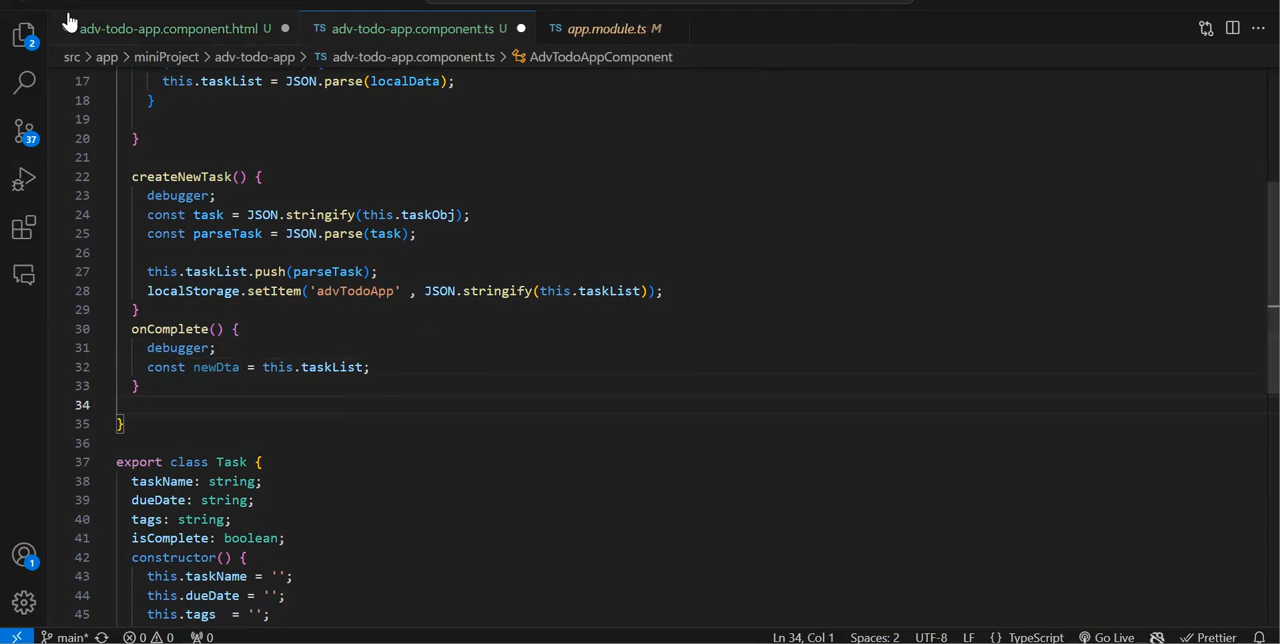 adv-todo-app.component.html U
TS adv-todo-app.component.ts U
TS app.module.ts M
src > app > miniProject > adv-todo-app > TS adv-todo-app.component.ts > AdvTodoAppComponent
17 this.taskList = JSON.parse(localData);
18 }
19
20 }
21
22 createNewTask() {
23 debugger;
24 const task = JSON.stringify(this.taskObj);
25 const parseTask = JSON.parse(task);
26
27 this.taskList.push(parseTask);
28 localStorage.setItem('advTodoApp' , JSON.stringify(this.taskList));
29 }
30 onComplete() {
31 debugger;
32 const newDta = this.taskList;
33 }
34
35 }
36
37 export class Task {
38 taskName: string;
39 dueDate: string;
40 tags: string;
41 isComplete: boolean;
42 constructor() {
43 this.taskName = '';
44 this.dueDate = '';
45 this.tags = '';
2
37
1
main* 0 0 0 Ln 34, Col 1 Spaces: 2 UTF-8 LF {} TypeScript Go Live Prettier